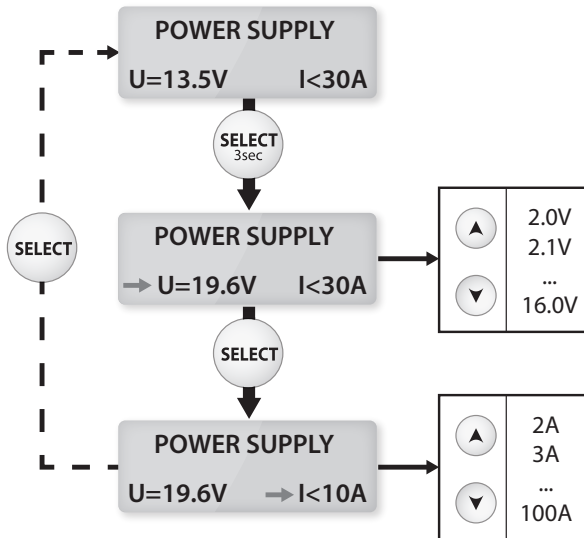 POWER SUPPLY
U=13.5V I<30A
SELECT
3sec
POWER SUPPLY
U=19.6V I<30A
2.0V
2.1V
...
16.0V
SELECT
SELECT
POWER SUPPLY
U=19.6V I<10A
2A
3A
...
100A